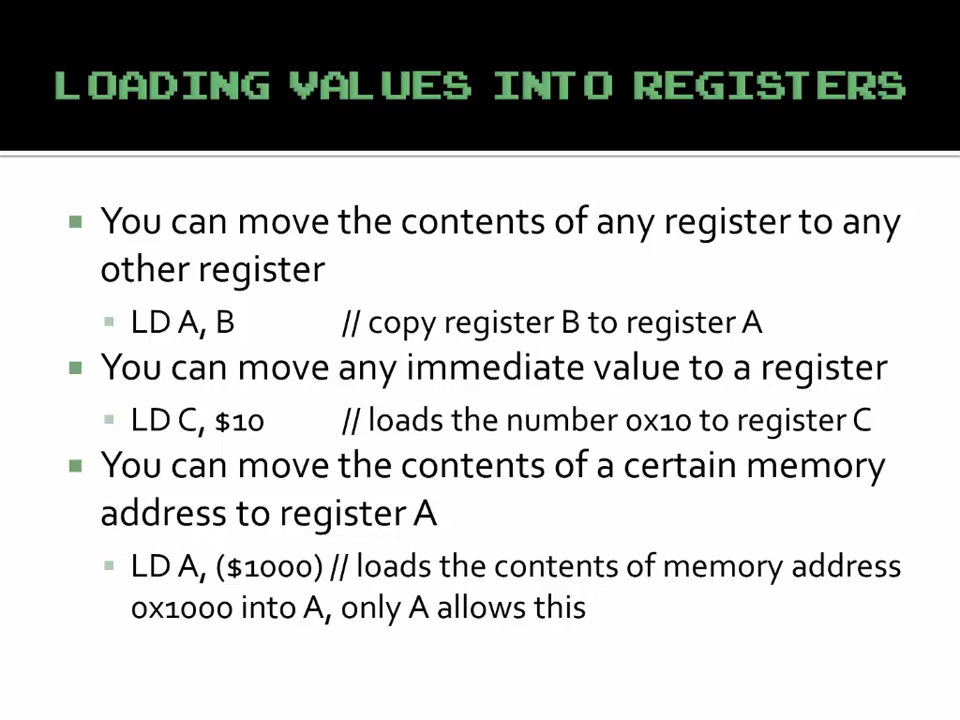 LOADING VALUES INTO REGISTERS
You can move the contents of any register to any
other register
LD A, B // copy register B to register A
You can move any immediate value to a register
LD C, $10 // loads the number 0x10 to register C
You can move the contents of a certain memory
address to register A
LD A, ($1000) // loads the contents of memory address
0x1000 into A, only A allows this